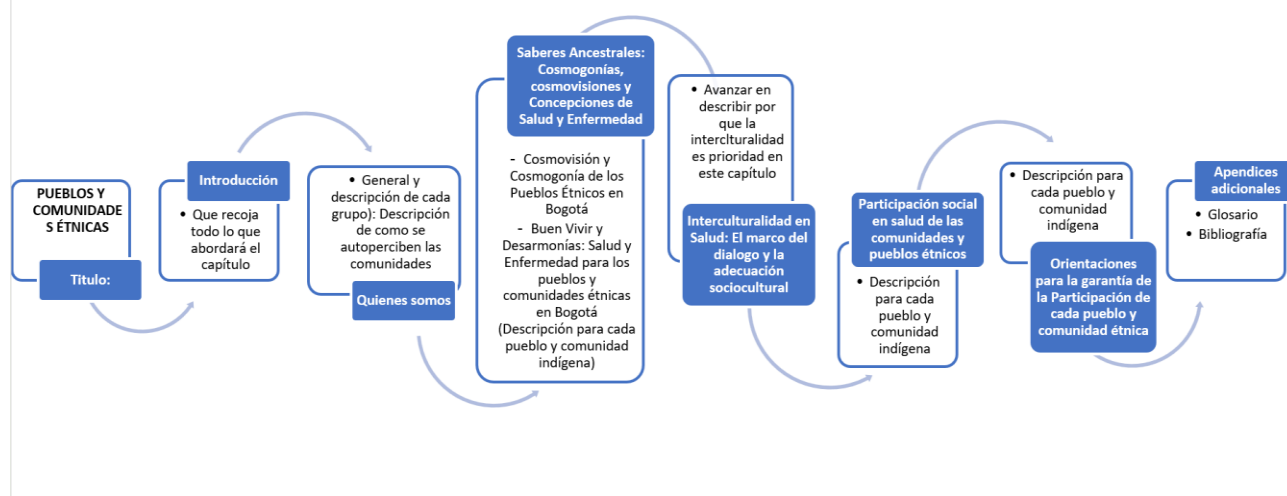 PUEBLOS Y
COMUNIDADE
S ÉTNICAS
Titulo:
Introducción
• Que recoja
todo lo que
abordará el
capítulo
• General y
descripción de cada
grupo): Descripción
de como se
autoperciben las
comunidades
Quienes somos
Saberes Ancestrales:
Cosmogonías,
cosmovisiones y
Concepciones de
Salud y Enfermedad
- Cosmovisión y
Cosmogonía de los
Pueblos Étnicos en
Bogotá
- Buen Vivir y
Desarmonías: Salud y
Enfermedad para los
pueblos y
comunidades étnicas
en Bogotá
(Descripción para cada
pueblo y comunidad
indígena)
• Avanzar en
describir por
que la
interclturalidad
es prioridad en
este capítulo
Interculturalidad en
Salud: El marco del
dialogo y la
adecuación
sociocultural
Participación social
en salud de las
comunidades y
pueblos étnicos
• Descripción
para cada
pueblo y
comunidad
indígena
• Descripción para
cada pueblo y
comunidad
indígena
Orientaciones
para la garantía de
la Participación de
cada pueblo y
comunidad étnica
Apendices
adicionales
• Glosario
• Bibliografía